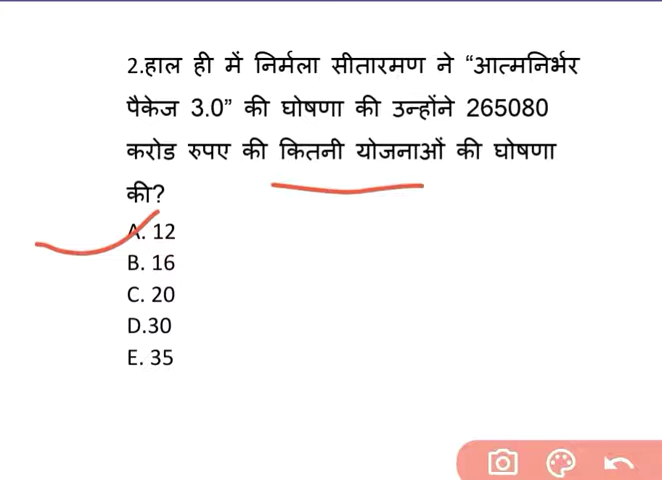 2.हाल ही में निर्मला सीतारमण ने “आत्मनिर्भर
पैकेज 3.0” की घोषणा की उन्होंने 265080
करोड रुपए की कितनी योजनाओं की घोषणा
की?
A. 12
B. 16
C. 20
D.30
E. 35